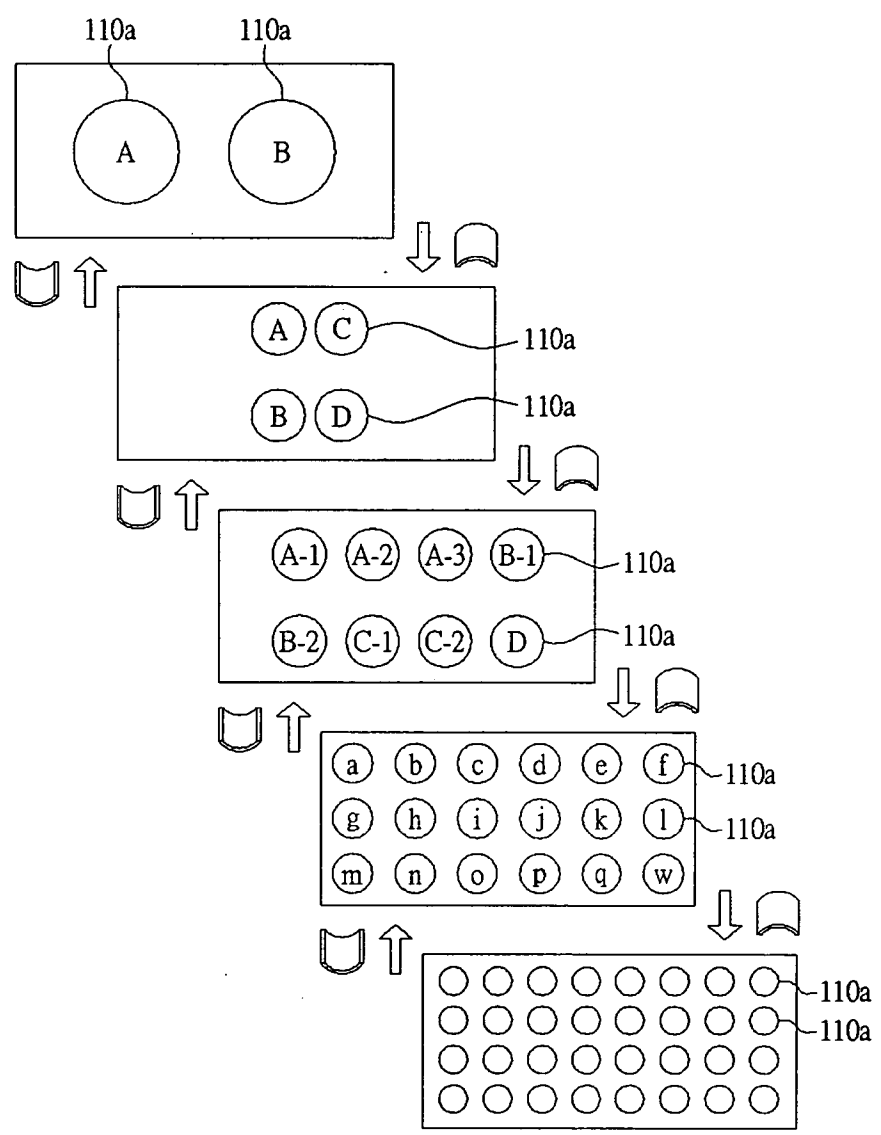 110a 110a
A B
A C
110a
B D
110a
A-1 A-2 A-3 B-1
110a
B-2 C-1 C-2 D
110a
a b c d e f
110a
g h i j k l
110a
m n o p q w
110a
110a